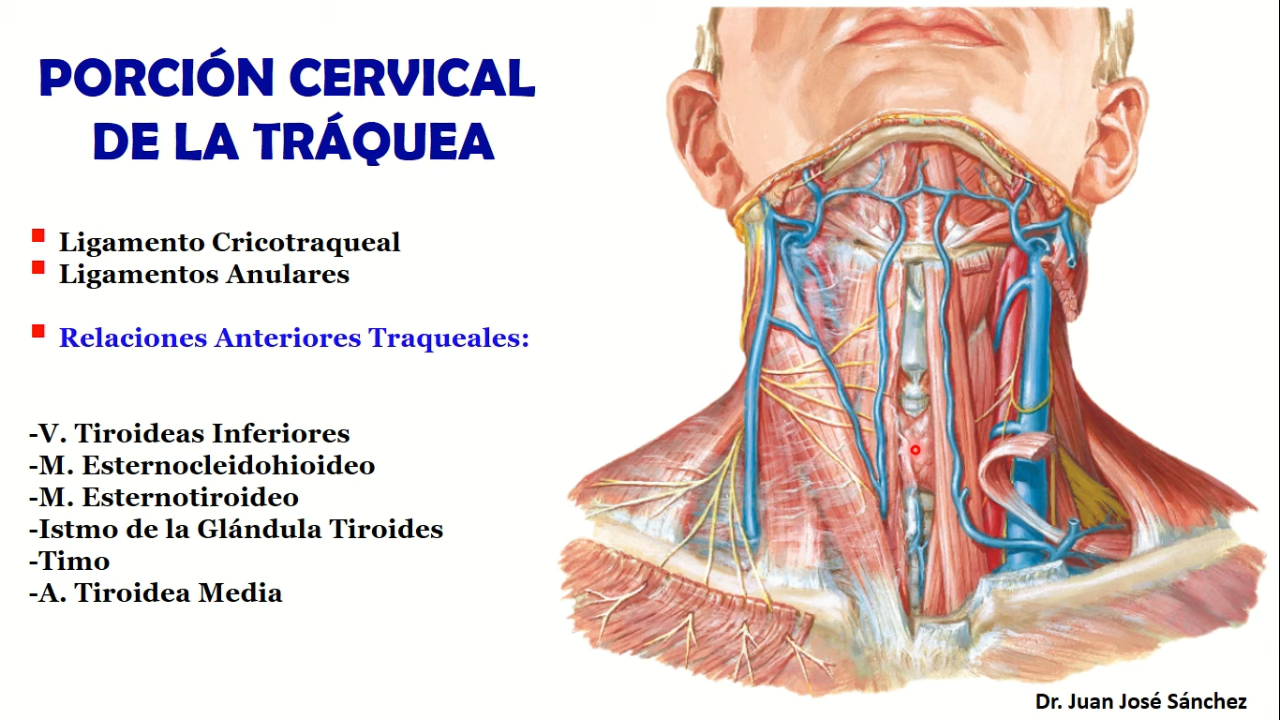 PORCIÓN CERVICAL
DE LA TRÁQUEA
Ligamento Cricotraqueal
Ligamentos Anulares
Relaciones Anteriores Traqueales:
-V. Tiroideas Inferiores
-M. Esternocleidohioideo
-M. Esternotiroideo
-Istmo de la Glándula Tiroides
-Timo
-A. Tiroidea Media
Dr. Juan José Sánchez